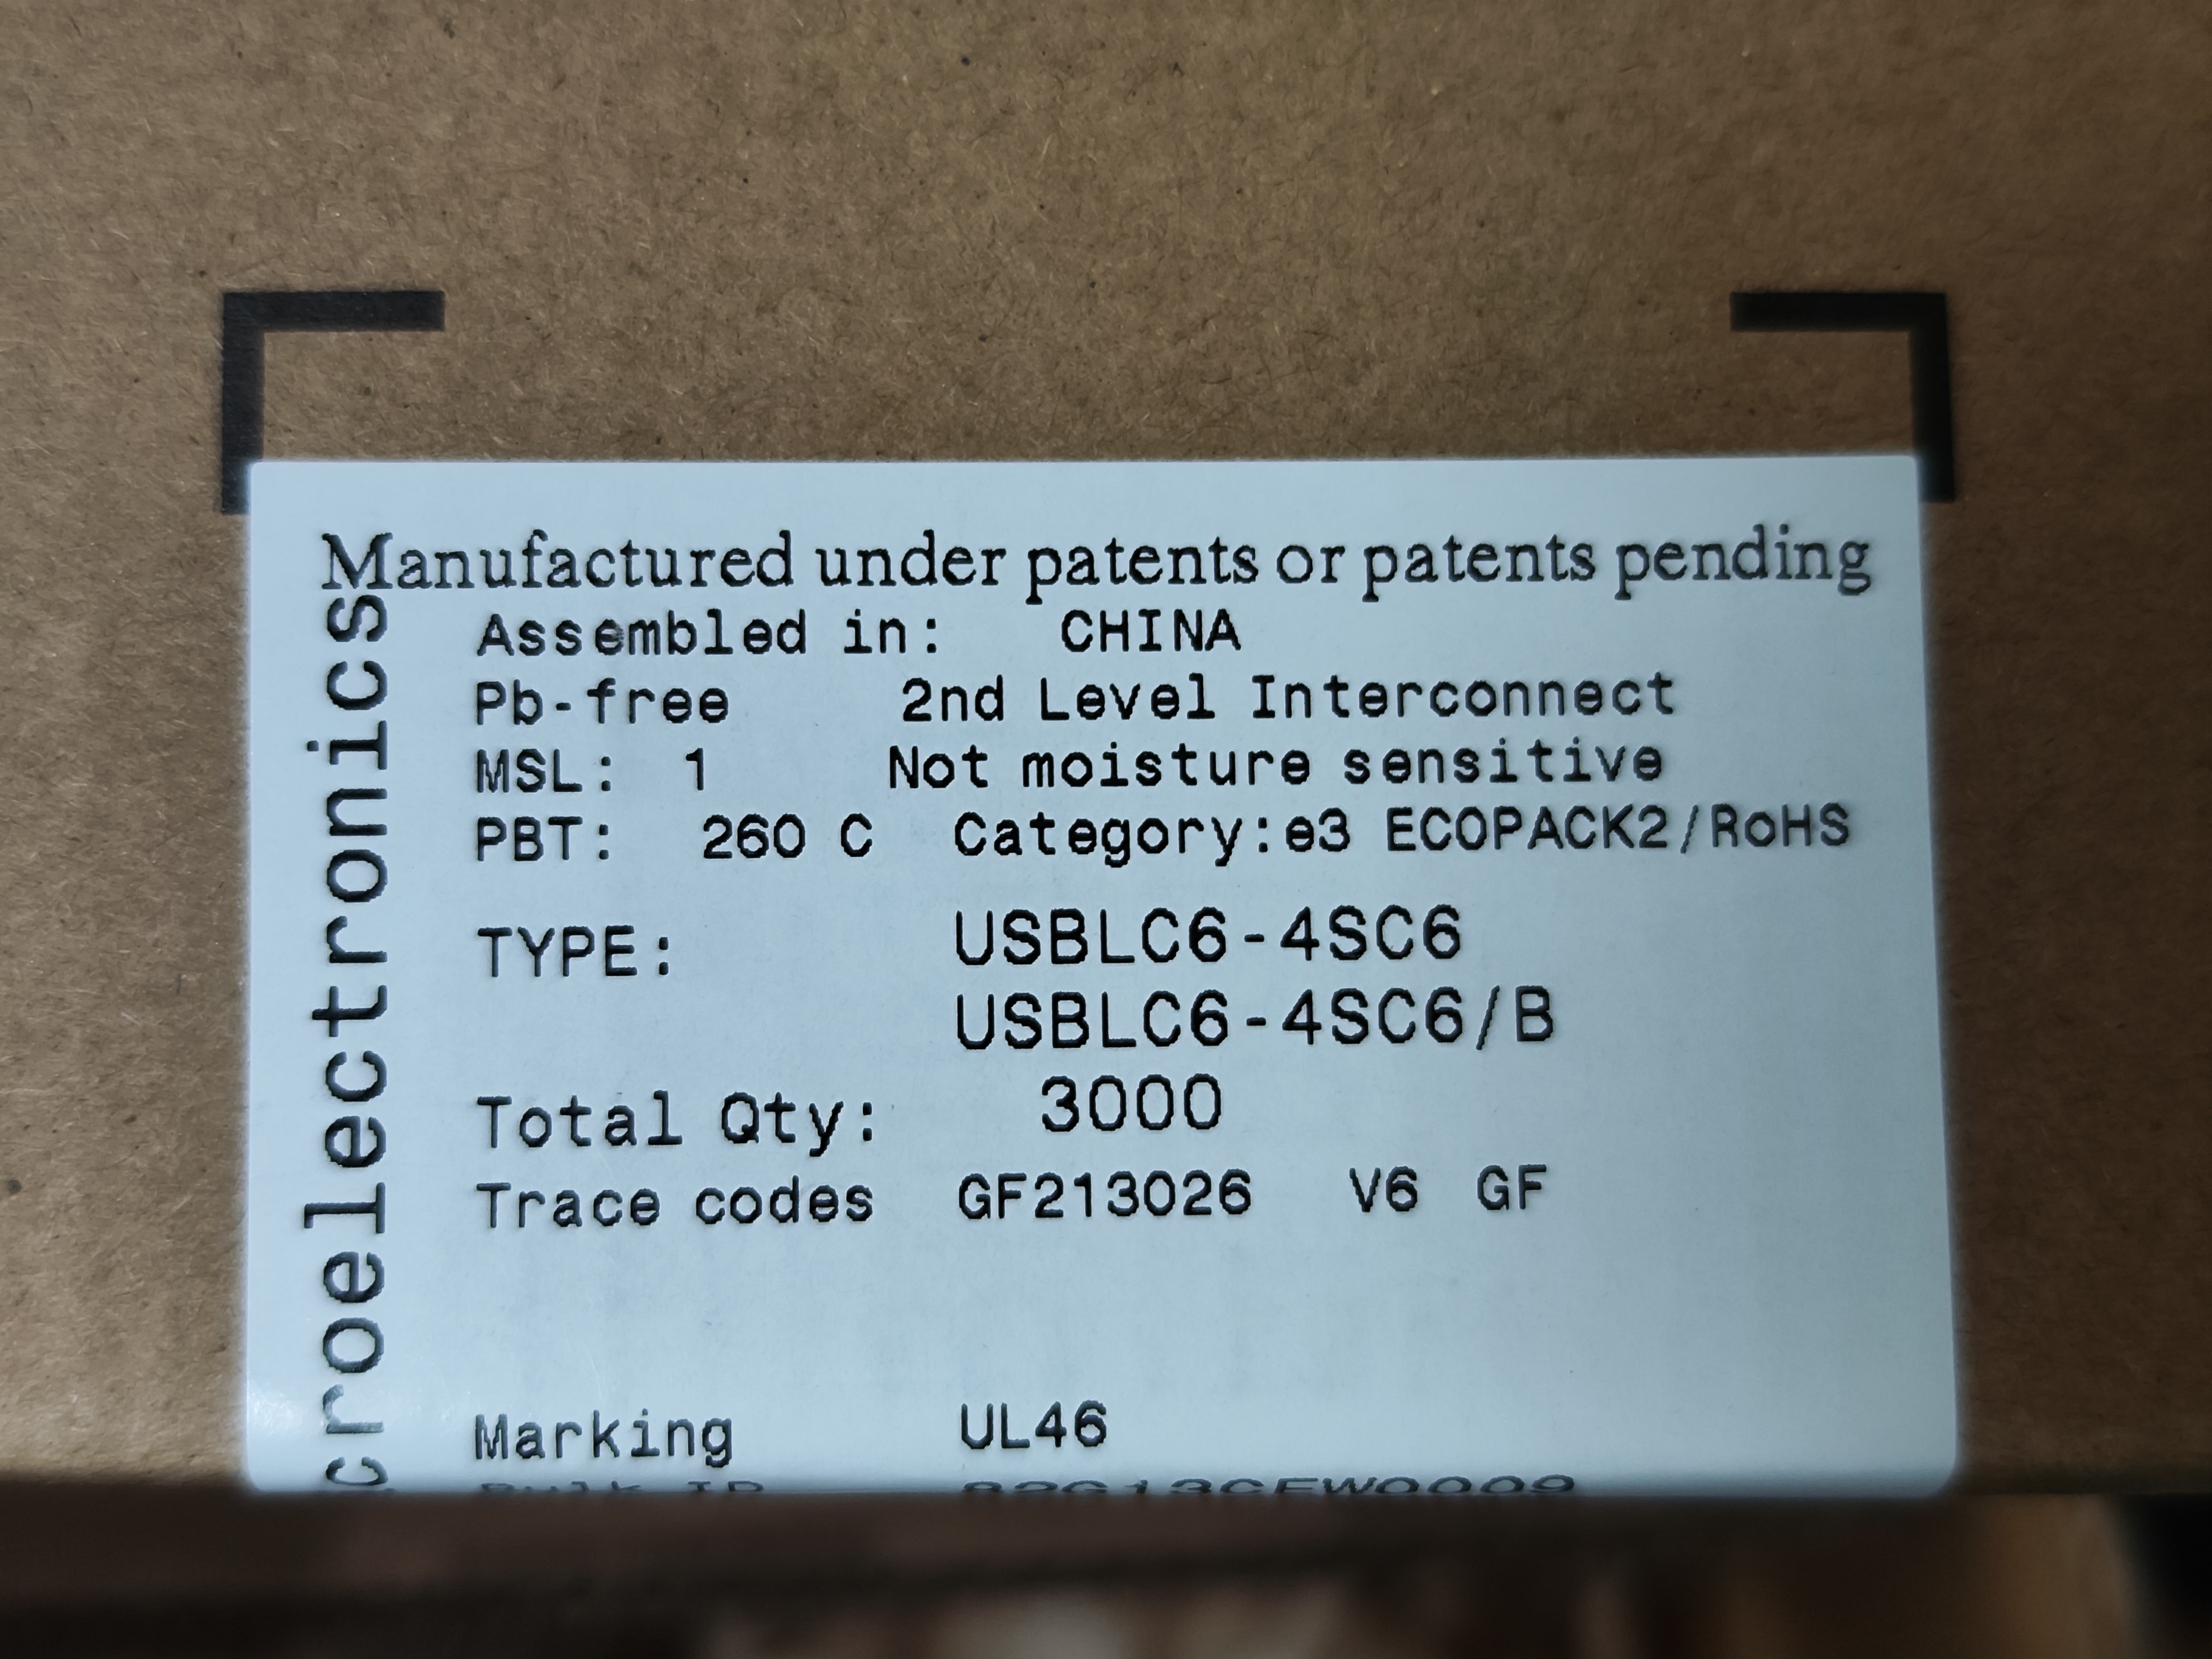 Manufactured under patents or patents pending
Assembled in: CHINA
Pb-free 2nd Level Interconnect
MSL: 1 Not moisture sensitive
PBT: 260 C Category:e3 ECOPACK2/RoHS
TYPE: USBLC6-4SC6
USBLC6-4SC6/B
Total Qty: 3000
Trace codes GF213026 V6 GF
Marking UL46
Bulk ID
croelectronics